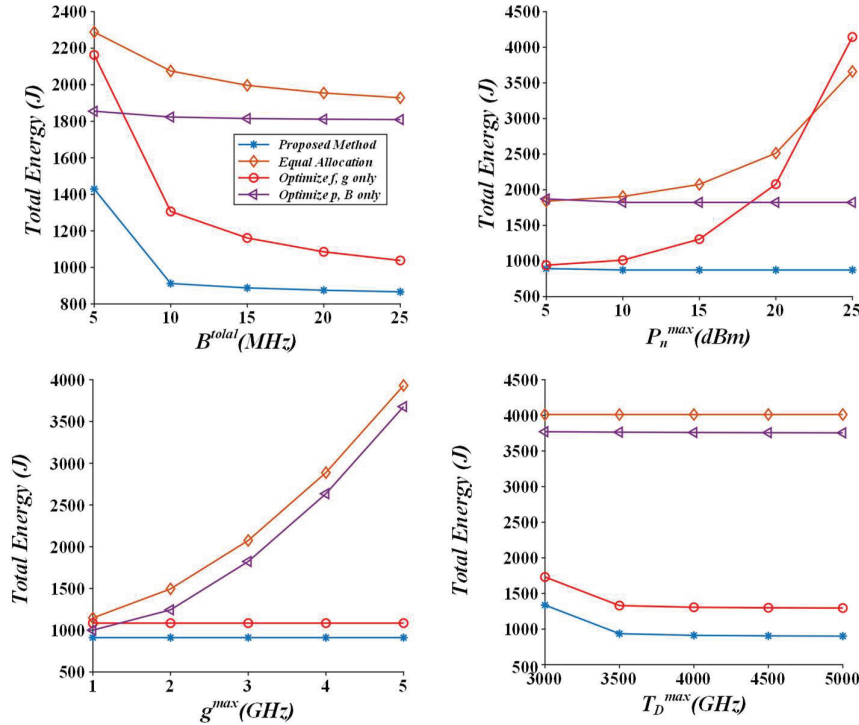 2400
2200
2000
1800
1600
1400
1200
1000
800
5 10 15 20 25
Total Energy (J)
B^total(MHz)
Proposed Method
Equal Allocation
Optimize f, g only
Optimize p, B only
4500
4000
3500
3000
2500
2000
1500
1000
500
5 10 15 20 25
Total Energy (J)
P_n^max(dBm)
4000
3500
3000
2500
2000
1500
1000
500
1 2 3 4 5
Total Energy (J)
g^max(GHz)
4500
4000
3500
3000
2500
2000
1500
1000
500
3000 3500 4000 4500 5000
Total Energy (J)
T_D^max(GHz)